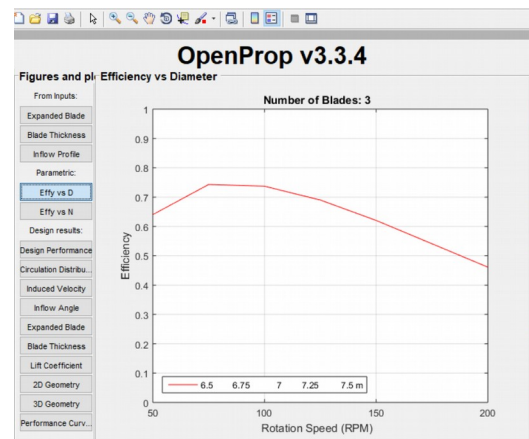 OpenProp v3.3.4
Figures and pl
From Inputs:
Expanded Blade
Blade Thickness
Inflow Profile
Parametric:
Effy vs D
Effy vs N
Design results:
Design Performance
Circulation Distribu...
Induced Velocity
Inflow Angle
Expanded Blade
Blade Thickness
Lift Coefficient
2D Geometry
3D Geometry
Performance Curv...
Efficiency vs Diameter
Number of Blades: 3
Efficiency
1
0.9
0.8
0.7
0.6
0.5
0.4
0.3
0.2
0.1
0
6.5 6.75 7 7.25 7.5 m
50 100 150 200
Rotation Speed (RPM)